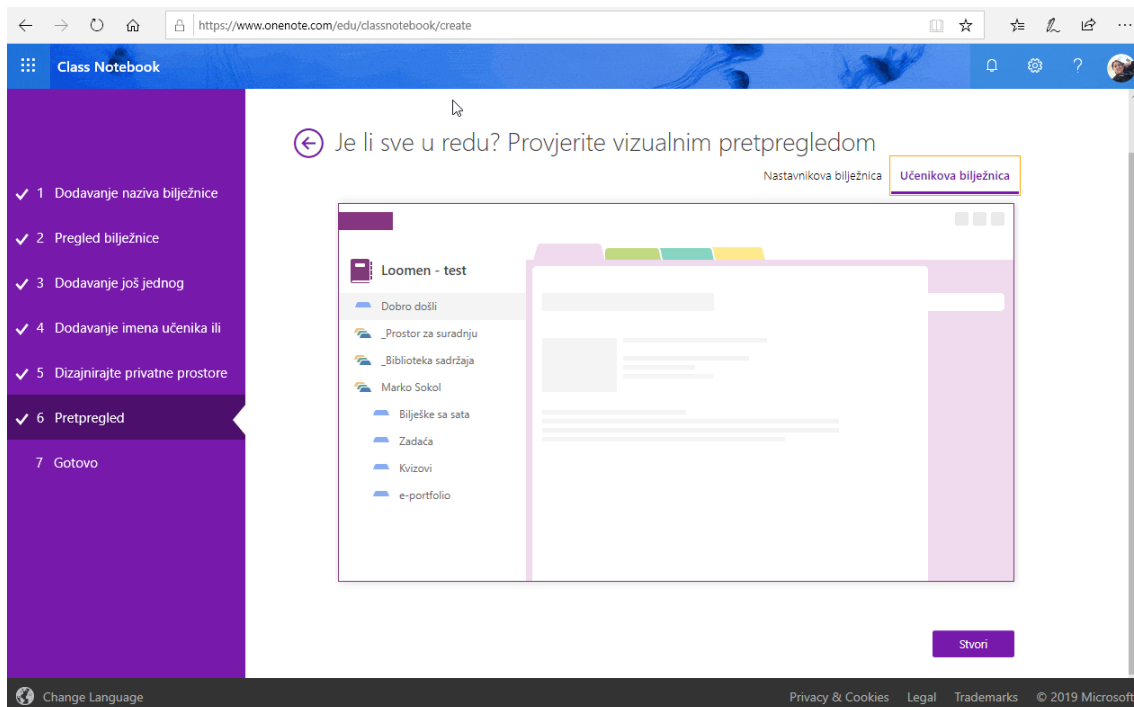 https://www.onenote.com/edu/classnotebook/create
Class Notebook
?
Je li sve u redu? Provjerite vizualnim pretpregledom
Nastavnikova bilježnica Učenikova bilježnica
1 Dodavanje naziva bilježnice
2 Pregled bilježnice
3 Dodavanje još jednog
4 Dodavanje imena učenika ili
5 Dizajnirajte privatne prostore
6 Pretpregled
7 Gotovo
Loomen - test
Dobro došli
_Prostor za suradnju
_Biblioteka sadržaja
Marko Sokol
Bilješke sa sata
Zadaća
Kvizovi
e-portfolio
Stvori
Change Language
Privacy & Cookies Legal Trademarks © 2019 Microsoft